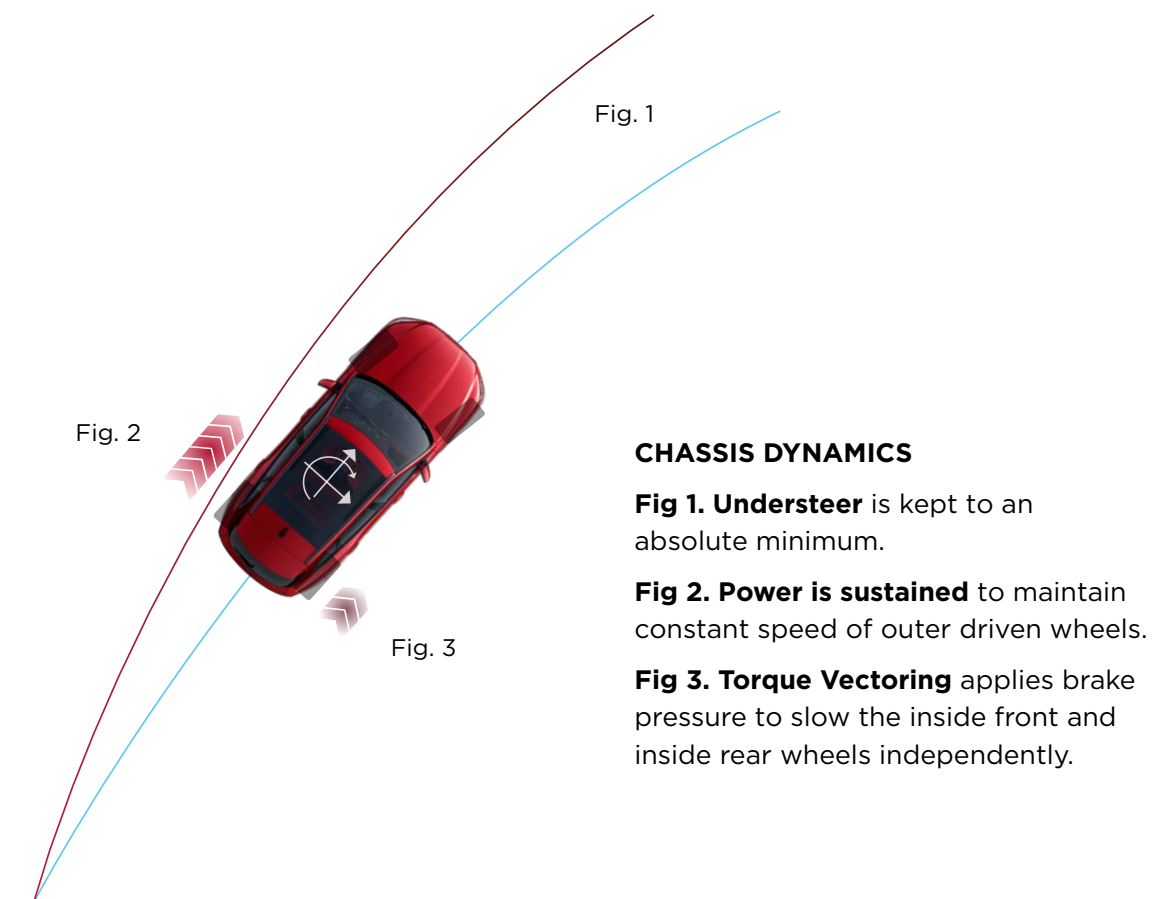 Fig. 1
Fig. 2
Fig. 3
CHASSIS DYNAMICS
Fig 1. Understeer is kept to an
absolute minimum.
Fig 2. Power is sustained to maintain
constant speed of outer driven wheels.
Fig 3. Torque Vectoring applies brake
pressure to slow the inside front and
inside rear wheels independently.